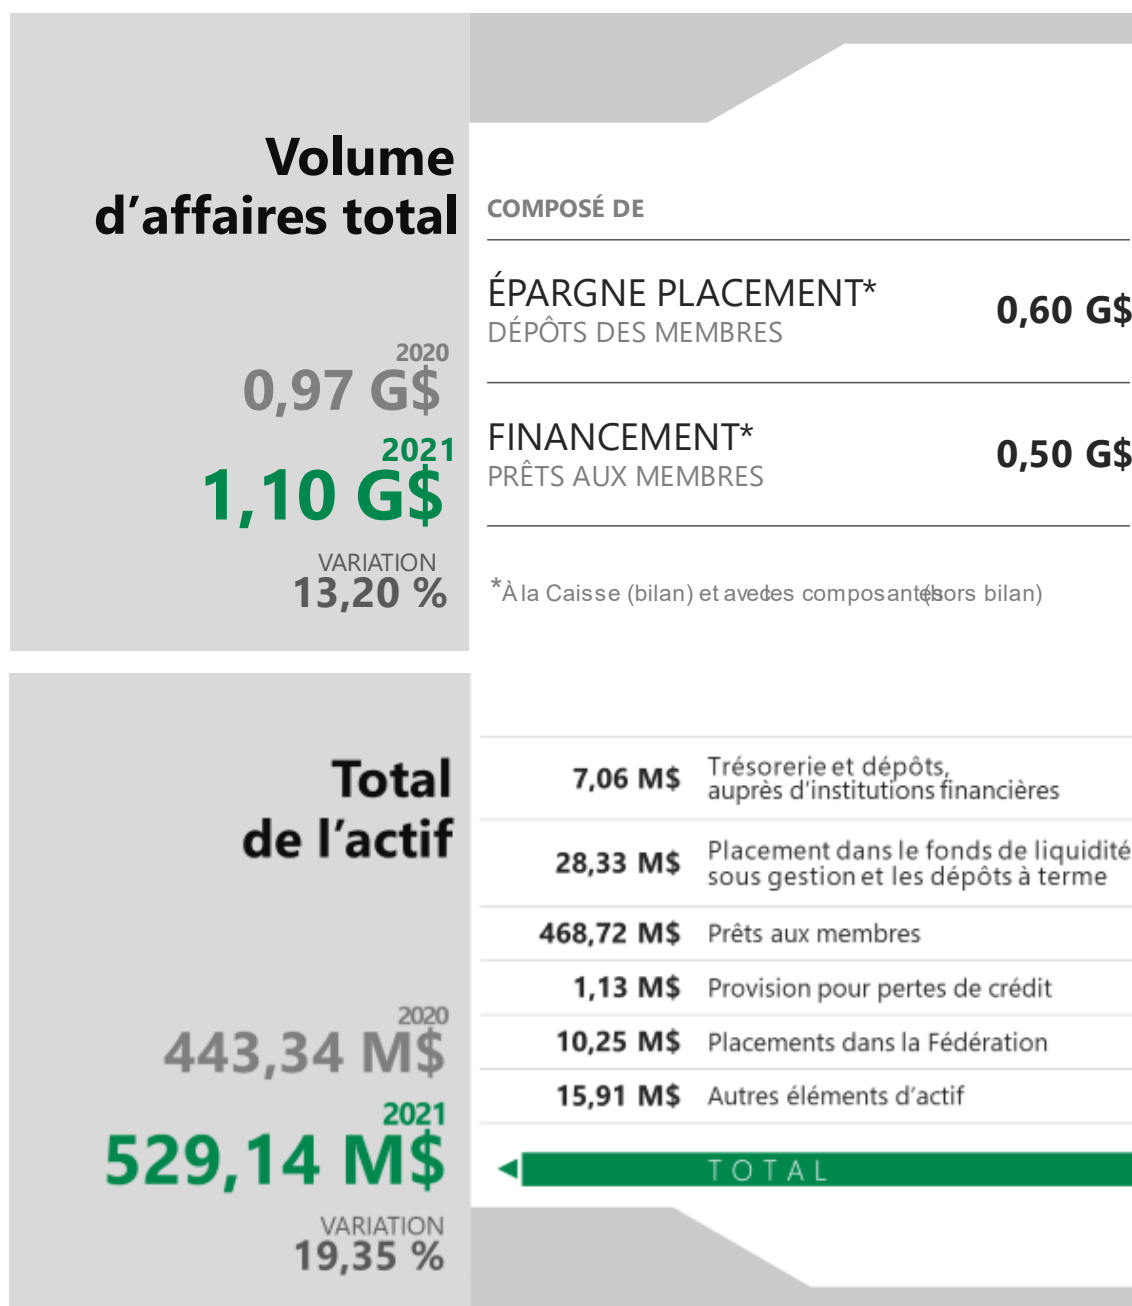 Volume
d’affaires total
2020
0,97 G$
2021
1,10 G$
VARIATION
13,20 %
COMPOSÉ DE
ÉPARGNE PLACEMENT* 0,60 G$
DÉPÔTS DES MEMBRES
FINANCEMENT* 0,50 G$
PRÊTS AUX MEMBRES
*À la Caisse (bilan) et avec les composantes (hors bilan)
Total
de l’actif
2020
443,34 M$
2021
529,14 M$
VARIATION
19,35 %
7,06 M$ Trésorerie et dépôts,
auprès d’institutions financières
28,33 M$ Placement dans le fonds de liquidité
sous gestion et les dépôts à terme
468,72 M$ Prêts aux membres
1,13 M$ Provision pour pertes de crédit
10,25 M$ Placements dans la Fédération
15,91 M$ Autres éléments d’actif
TOTAL